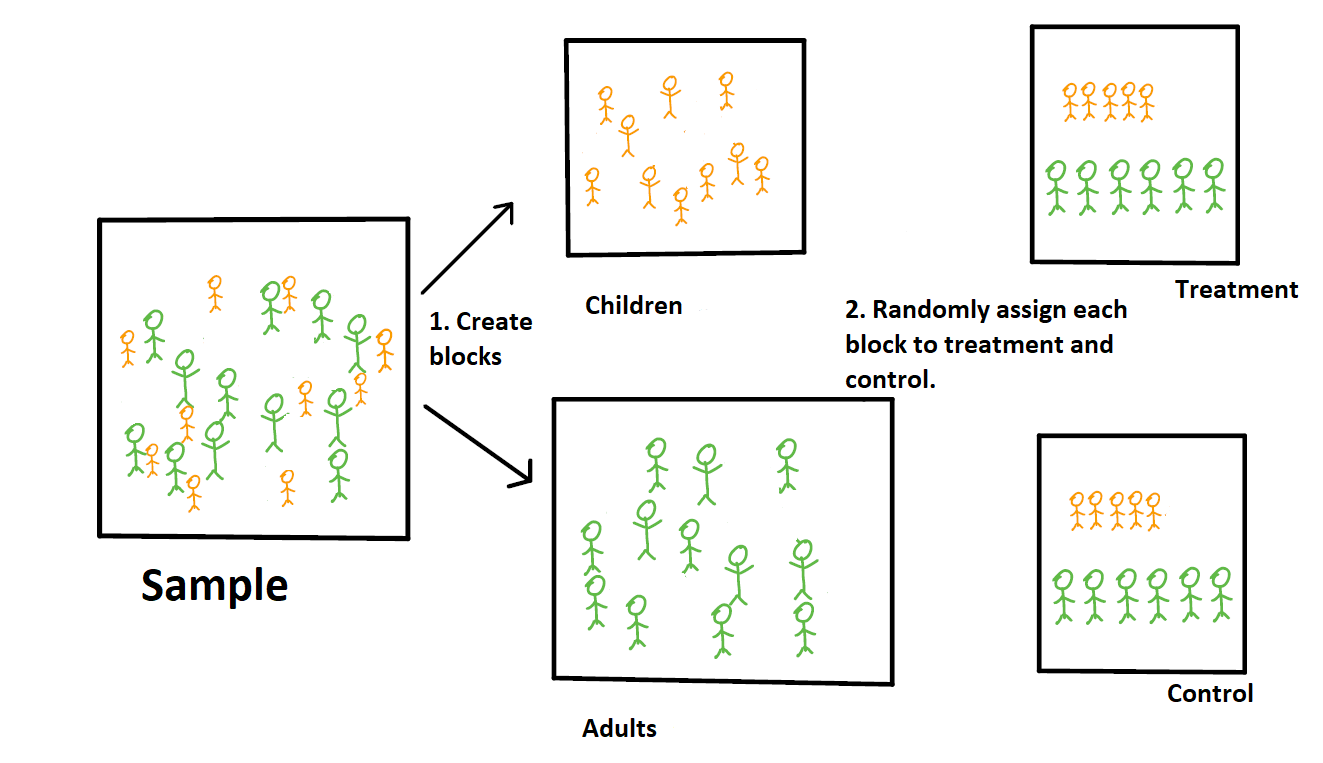 Sample
1. Create
blocks
Children
Adults
2. Randomly assign each
block to treatment and
control.
Treatment
Control